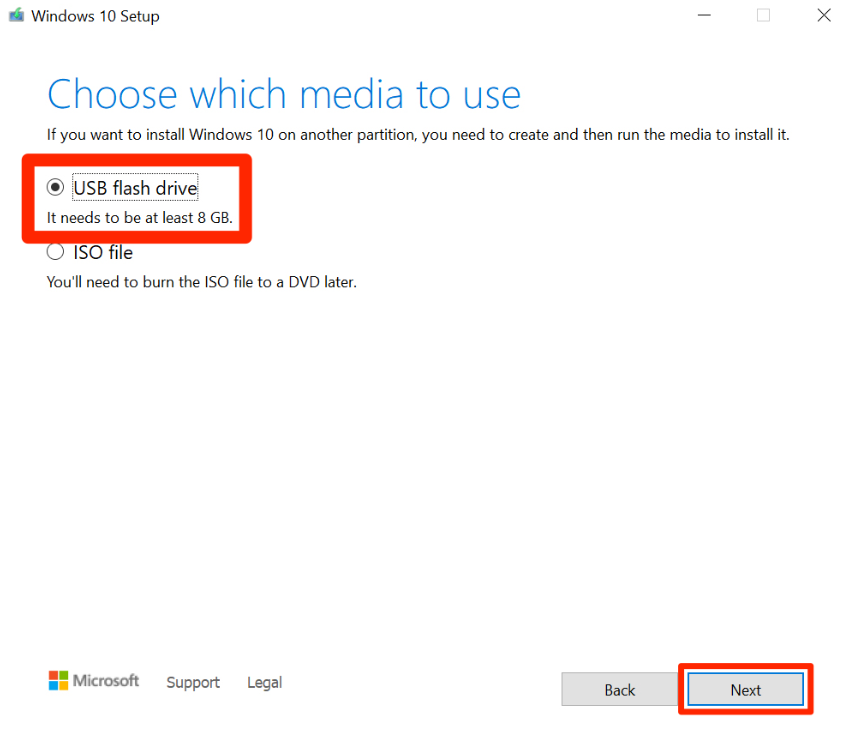 Windows 10 Setup
Choose which media to use
If you want to install Windows 10 on another partition, you need to create and then run the media to install it.
USB flash drive
It needs to be at least 8 GB.
ISO file
You'll need to burn the ISO file to a DVD later.
Microsoft Support Legal Back Next